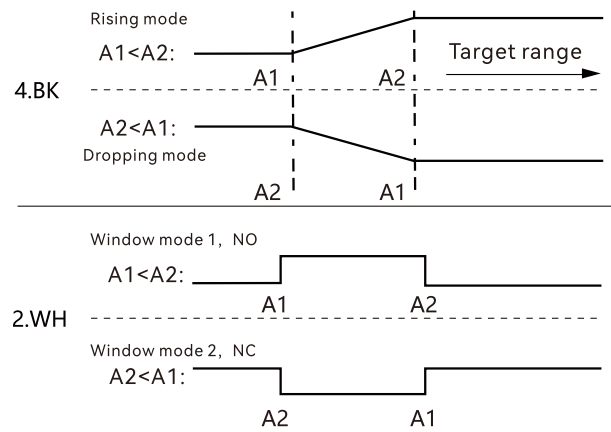 Rising mode
A1<A2:
Target range
A1
A2
4.BK
A2<A1:
Dropping mode
A2
A1
Window mode 1, NO
A1<A2:
A1
A2
2.WH
Window mode 2, NC
A2<A1:
A2
A1